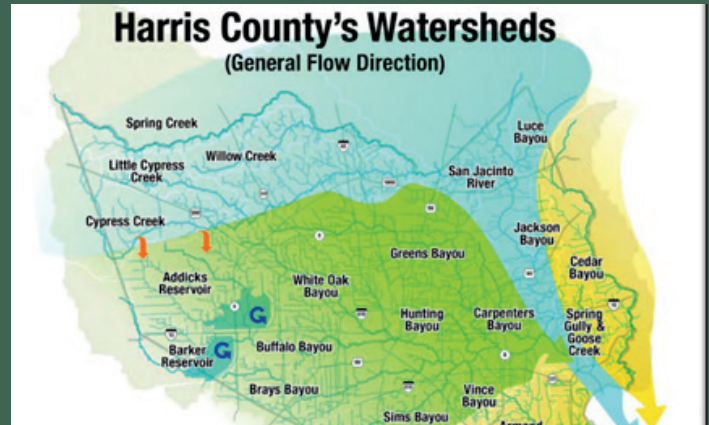 Harris County's Watersheds
(General Flow Direction)
Spring Creek
Luce
Bayou
Willow Creek
Little Cypress
Creek
San Jacinto
River
Cypress Creek
Jackson
Bayou
Greens Bayou
Cedar
Bayou
Addicks
Reservoir
White Oak
Bayou
Hunting
Bayou
Carpenters
Bayou
Spring
Gully &
Goose
Creek
Barker
Reservoir
Buffalo Bayou
Brays Bayou
Vince
Bayou
Sims Bayou